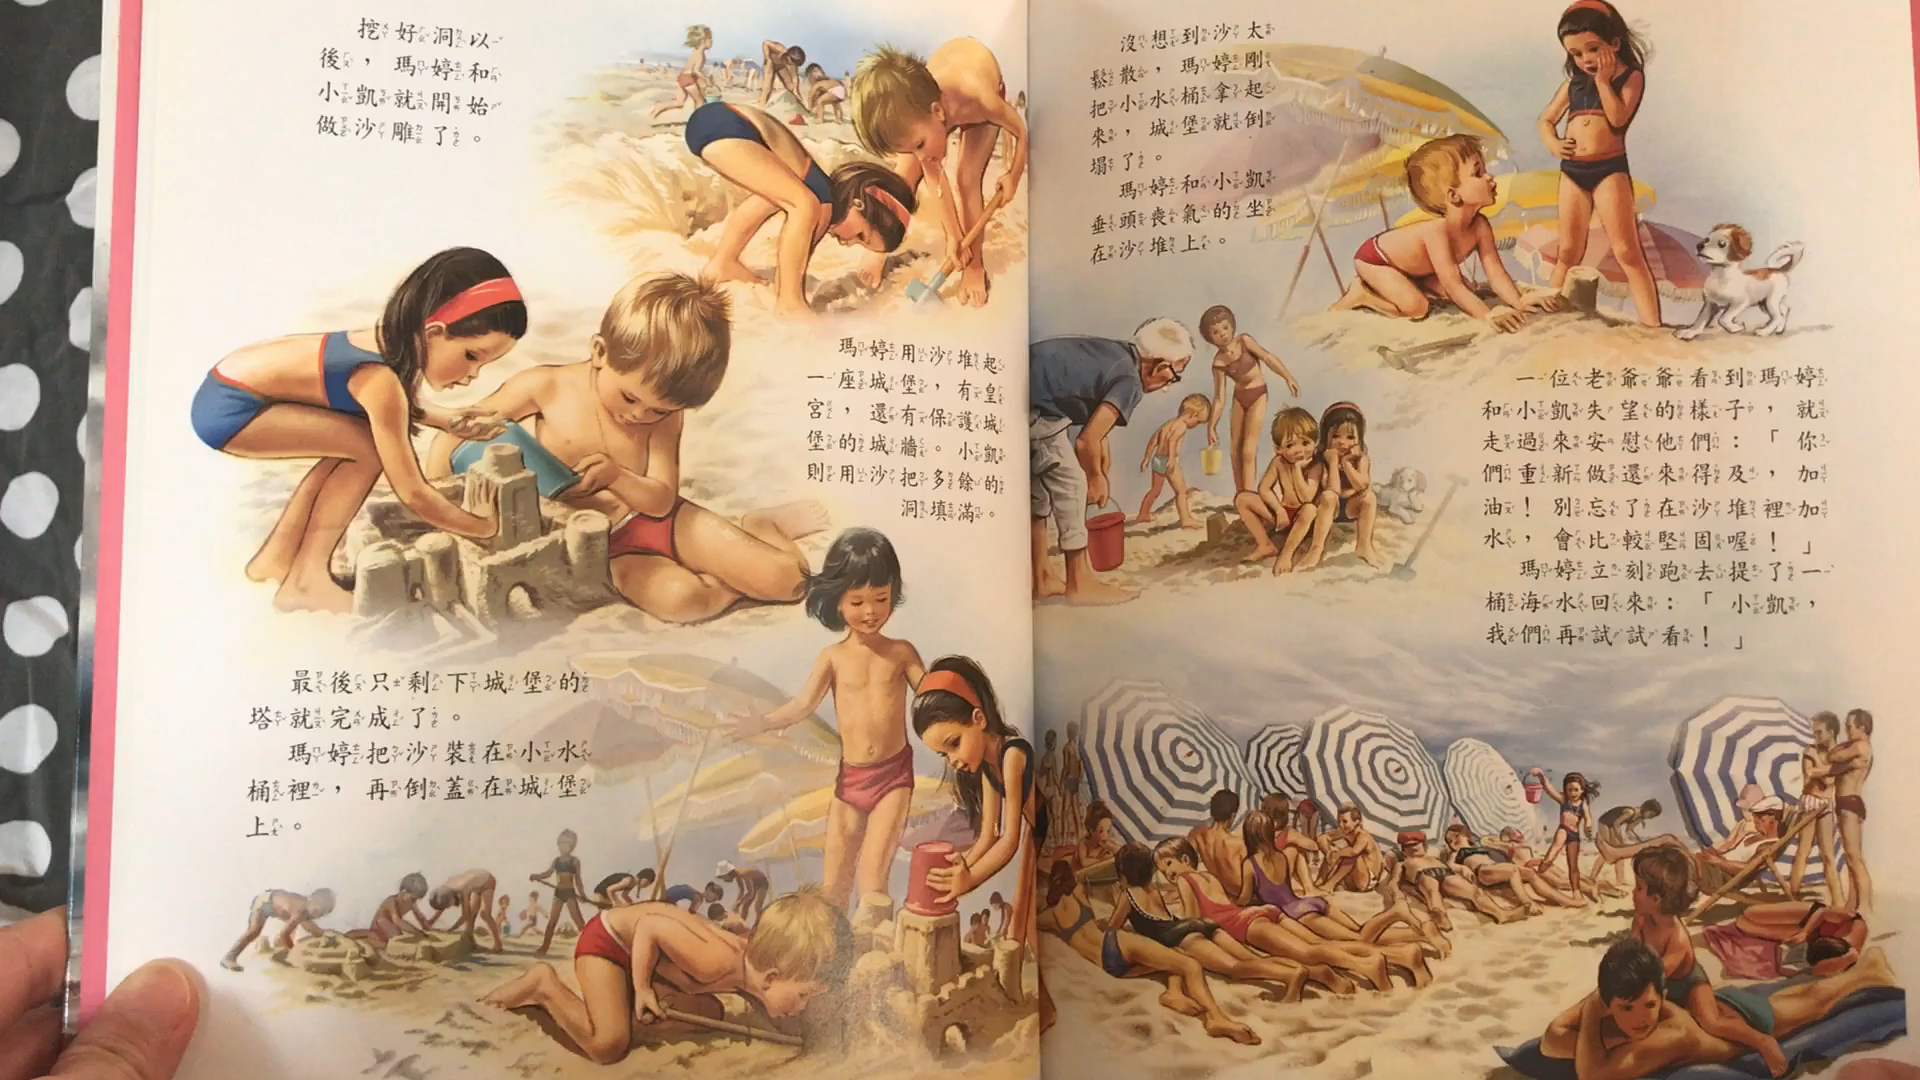 挖好洞以
後，瑪婷和
小凱就開始
做沙雕了。
瑪婷用沙堆起
一座城堡，有皇
宮，還有保護城
堡的城牆。小凱
則用沙把多餘的
洞填滿。
最後只剩下城堡的
塔就完成了。
瑪婷把沙裝在小水
桶裡，再倒蓋在城堡
上。
沒想到沙太
鬆散，瑪婷剛
把小水桶拿起
來，城堡就倒
塌了。
瑪婷和小凱
垂頭喪氣的坐
在沙堆上。
一位老爺爺看到瑪婷
和小凱失望的樣子，就
走過來安慰他們：「你
們重新做還來得及，加
油！別忘了在沙堆裡加
水，會比較堅固喔！」
瑪婷立刻跑去提了一
桶海水回來：「小凱，
我們再試試看！」